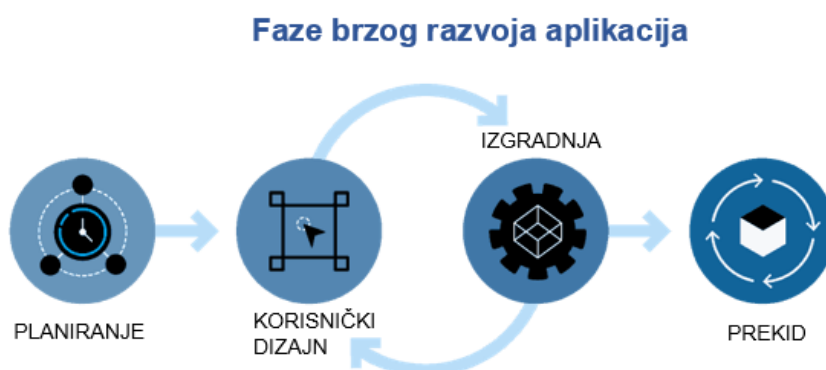 Faze brzog razvoja aplikacija
IZGRADNJA
PLANIRANJE
KORISNIČKI
DIZAJN
PREKID